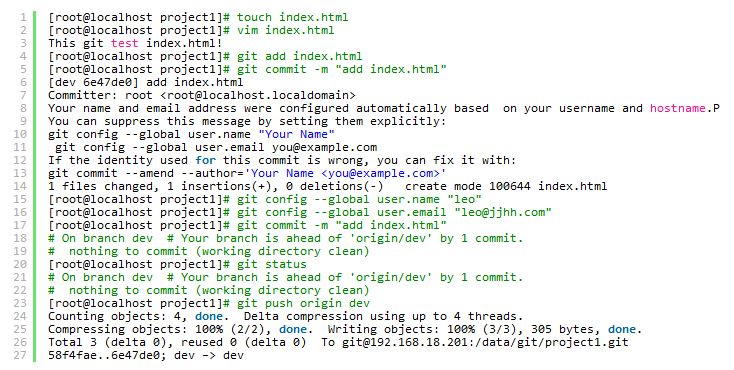 1 [root@localhost project1]# touch index.html
2 [root@localhost project1]# vim index.html
3 This git test index.html!
4 [root@localhost project1]# git add index.html
5 [root@localhost project1]# git commit -m "add index.html"
6 [dev 6e47de0] add index.html
7 Committer: root <root@localhost.localdomain>
8 Your name and email address were configured automatically based  on your username and hostname.P
9 You can suppress this message by setting them explicitly:
10 git config --global user.name "Your Name"
11  git config --global user.email you@example.com
12 If the identity used for this commit is wrong, you can fix it with:
13 git commit --amend --author='Your Name <you@example.com>'
14 1 files changed, 1 insertions(+), 0 deletions(-)   create mode 100644 index.html
15 [root@localhost project1]# git config --global user.name "leo"
16 [root@localhost project1]# git config --global user.email "leo@jjhh.com"
17 [root@localhost project1]# git commit -m "add index.html"
18 # On branch dev  # Your branch is ahead of 'origin/dev' by 1 commit.
19 #  nothing to commit (working directory clean)
20 [root@localhost project1]# git status
21 # On branch dev  # Your branch is ahead of 'origin/dev' by 1 commit.
22 #  nothing to commit (working directory clean)
23 [root@localhost project1]# git push origin dev
24 Counting objects: 4, done.  Delta compression using up to 4 threads.
25 Compressing objects: 100% (2/2), done.  Writing objects: 100% (3/3), 305 bytes, done.
26 Total 3 (delta 0), reused 0 (delta 0)  To git@192.168.18.201:/data/git/project1.git
27 58f4fae..6e47de0; dev -> dev